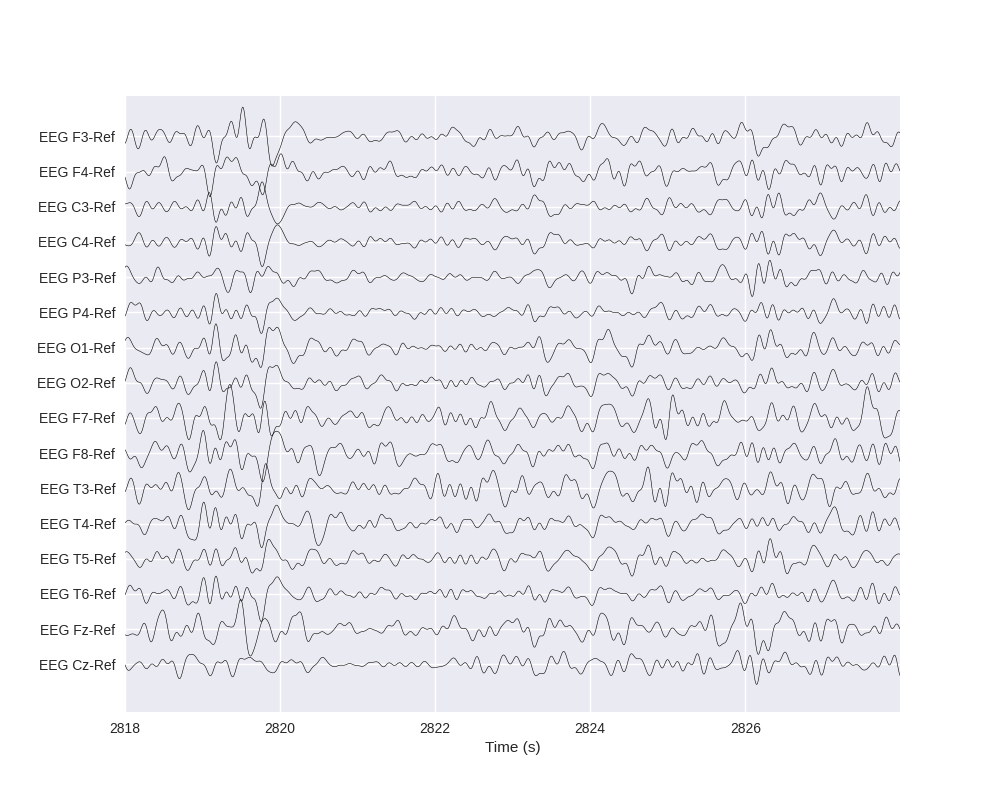 EEG F3-Ref
EEG F4-Ref
EEG C3-Ref
EEG C4-Ref
EEG P3-Ref
EEG P4-Ref
EEG O1-Ref
EEG O2-Ref
EEG F7-Ref
EEG F8-Ref
EEG T3-Ref
EEG T4-Ref
EEG T5-Ref
EEG T6-Ref
EEG Fz-Ref
EEG Cz-Ref
2818 2820 2822 2824 2826
Time (s)